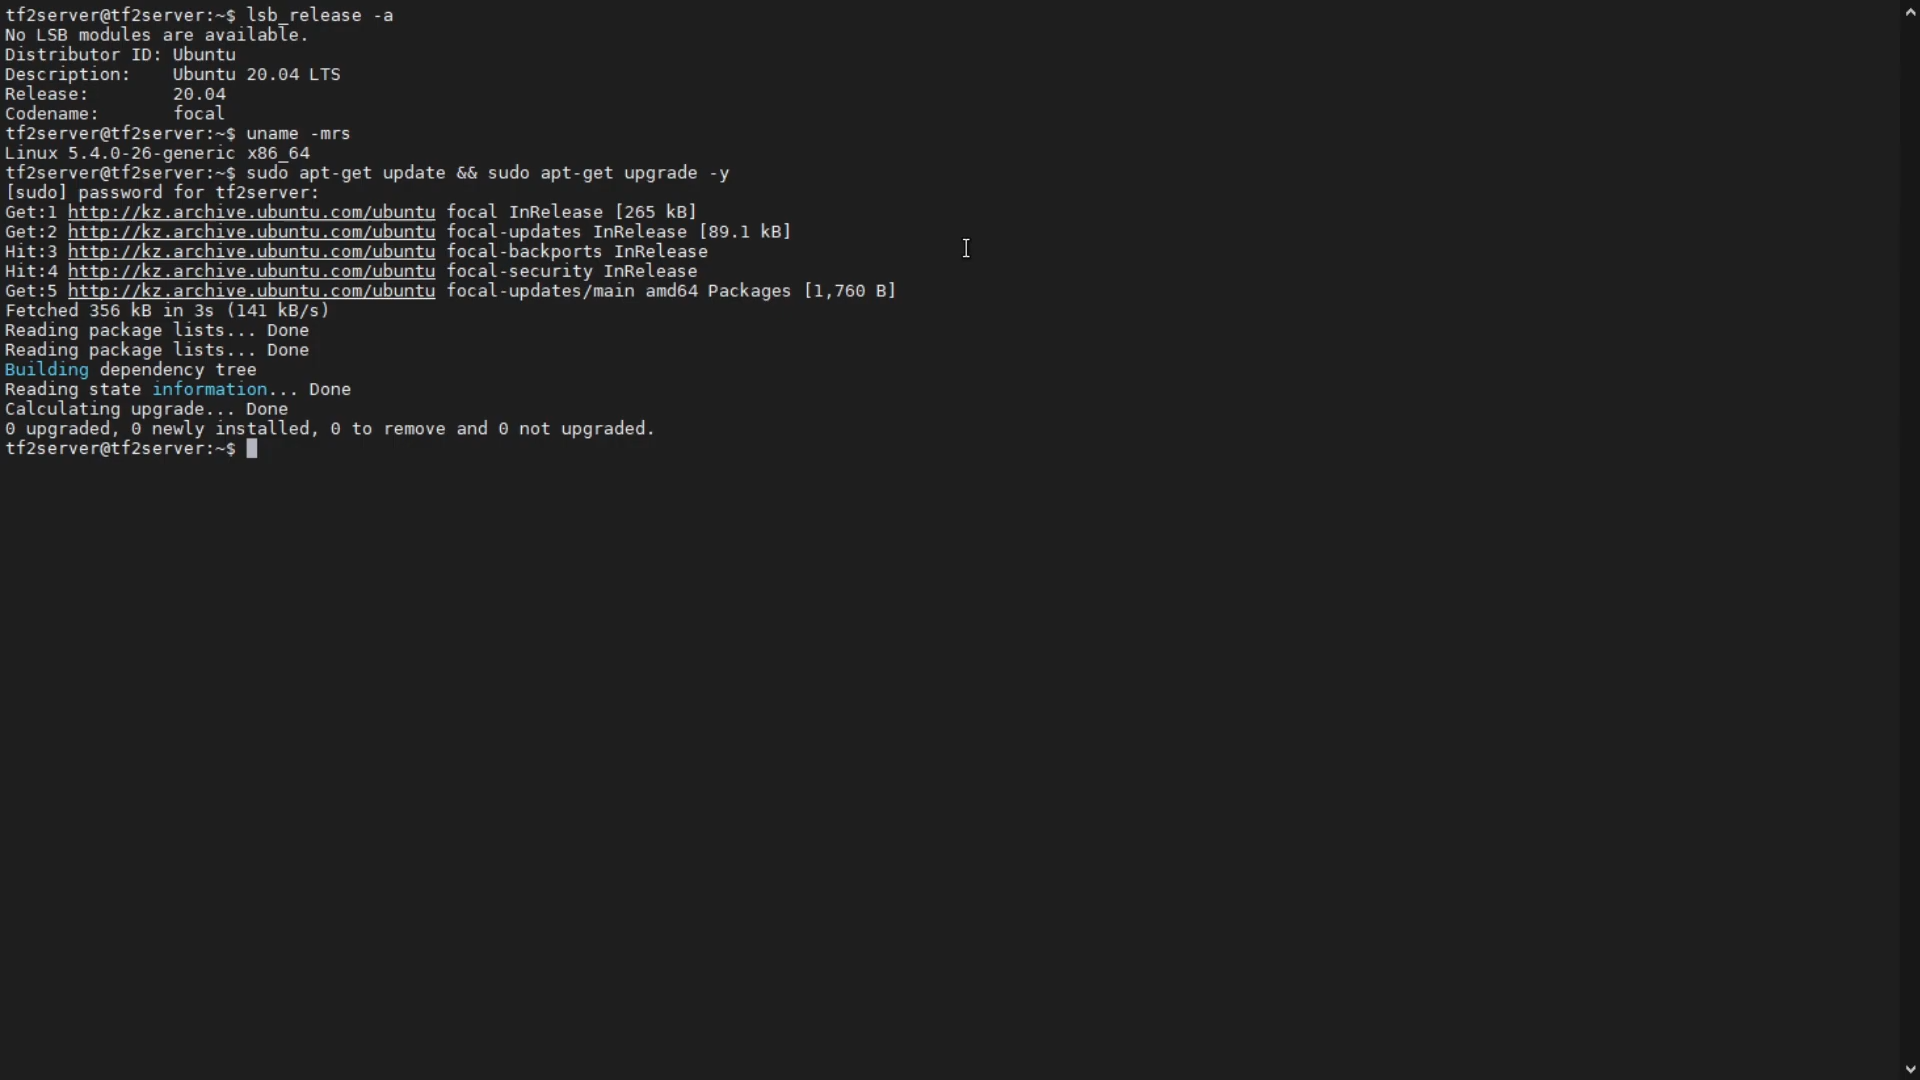 tf2server@tf2server:~$ lsb_release -a
No LSB modules are available.
Distributor ID: Ubuntu
Description:    Ubuntu 20.04 LTS
Release:        20.04
Codename:       focal
tf2server@tf2server:~$ uname -mrs
Linux 5.4.0-26-generic x86_64
tf2server@tf2server:~$ sudo apt-get update && sudo apt-get upgrade -y
[sudo] password for tf2server:
Get:1 http://kz.archive.ubuntu.com/ubuntu focal InRelease [265 kB]
Get:2 http://kz.archive.ubuntu.com/ubuntu focal-updates InRelease [89.1 kB]
Hit:3 http://kz.archive.ubuntu.com/ubuntu focal-backports InRelease
Hit:4 http://kz.archive.ubuntu.com/ubuntu focal-security InRelease
Get:5 http://kz.archive.ubuntu.com/ubuntu focal-updates/main amd64 Packages [1,760 B]
Fetched 356 kB in 3s (141 kB/s)
Reading package lists... Done
Reading package lists... Done
Building dependency tree
Reading state information... Done
Calculating upgrade... Done
0 upgraded, 0 newly installed, 0 to remove and 0 not upgraded.
tf2server@tf2server:~$